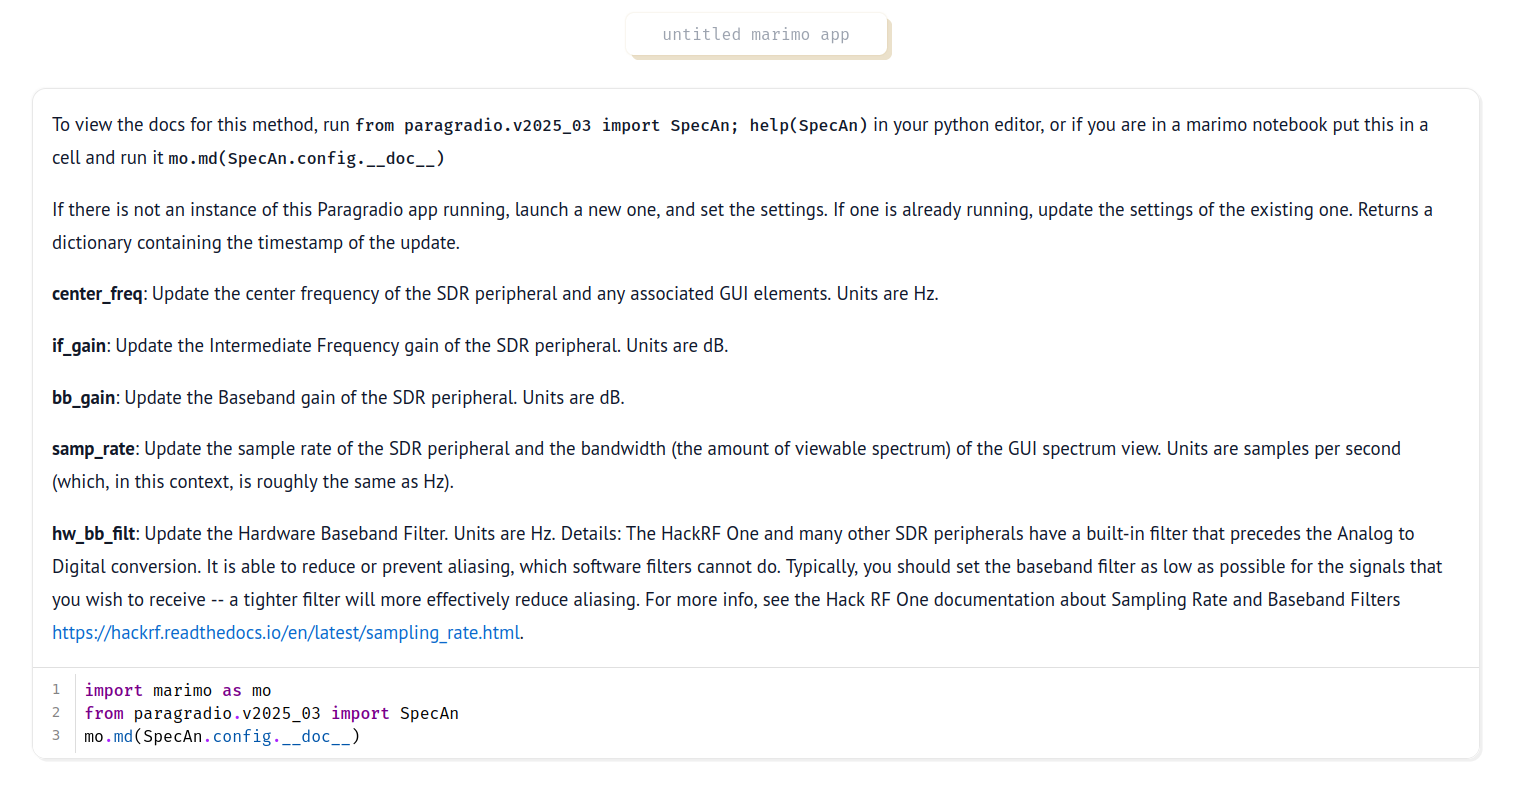 untitled marimo app
To view the docs for this method, run from paragradio.v2025_03 import SpecAn; help(SpecAn) in your python editor, or if you are in a marimo notebook put this in a
cell and run it mo.md(SpecAn.config.__doc__)
If there is not an instance of this Paragradio app running, launch a new one, and set the settings. If one is already running, update the settings of the existing one. Returns a
dictionary containing the timestamp of the update.
center_freq: Update the center frequency of the SDR peripheral and any associated GUI elements. Units are Hz.
if_gain: Update the Intermediate Frequency gain of the SDR peripheral. Units are dB.
bb_gain: Update the Baseband gain of the SDR peripheral. Units are dB.
samp_rate: Update the sample rate of the SDR peripheral and the bandwidth (the amount of viewable spectrum) of the GUI spectrum view. Units are samples per second
(which, in this context, is roughly the same as Hz).
hw_bb_filt: Update the Hardware Baseband Filter. Units are Hz. Details: The HackRF One and many other SDR peripherals have a built-in filter that precedes the Analog to
Digital conversion. It is able to reduce or prevent aliasing, which software filters cannot do. Typically, you should set the baseband filter as low as possible for the signals that
you wish to receive -- a tighter filter will more effectively reduce aliasing. For more info, see the Hack RF One documentation about Sampling Rate and Baseband Filters
https://hackrf.readthedocs.io/en/latest/sampling_rate.html.
1 import marimo as mo
2 from paragradio.v2025_03 import SpecAn
3 mo.md(SpecAn.config.__doc__)